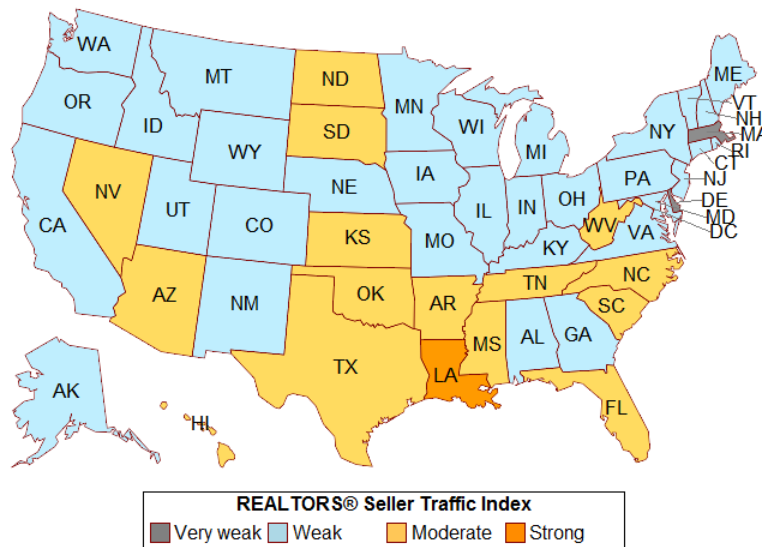 WA
MT
ND
MN
ME
OR
ID
SD
WI
VT
NH
WY
MI
NY
MA
RI
CT
NV
NE
IA
PA
NJ
CA
UT
CO
IL
IN
OH
DE
MD
DC
KS
MO
WV
VA
KY
AZ
NM
OK
AR
TN
NC
SC
TX
MS
AL
GA
LA
AK
HI
FL
REALTORS® Seller Traffic Index
Very weak Weak Moderate Strong